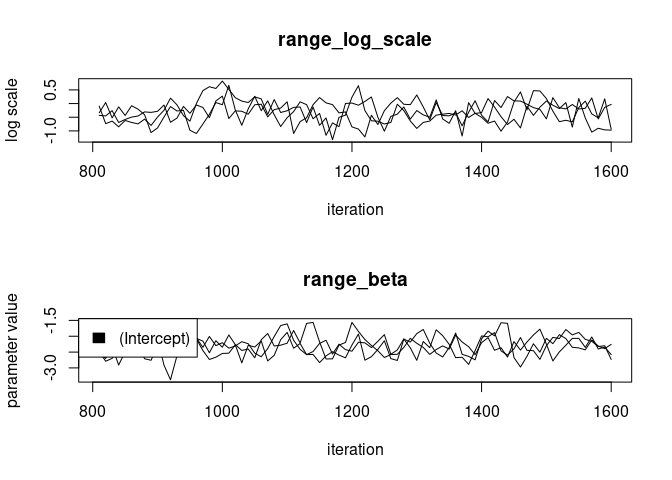 range_log_scale
log scale
0.5
-1.0
800 1000 1200 1400 1600
iteration
range_beta
parameter value
-1.5
-3.0
(Intercept)
800 1000 1200 1400 1600
iteration